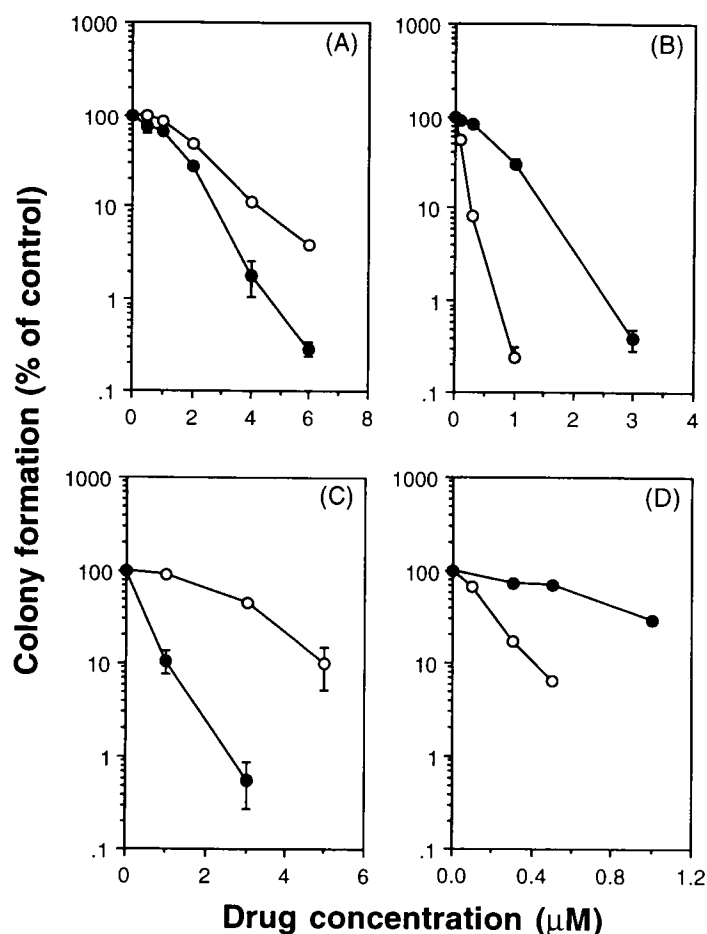 Colony formation (% of control)
(A)
1000
100
10
1
.1
0 2 4 6 8
(B)
1000
100
10
1
.1
0 1 2 3 4
(C)
1000
100
10
1
.1
0 2 4 6
(D)
1000
100
10
1
.1
0.0 0.4 0.8 1.2
Drug concentration (μM)